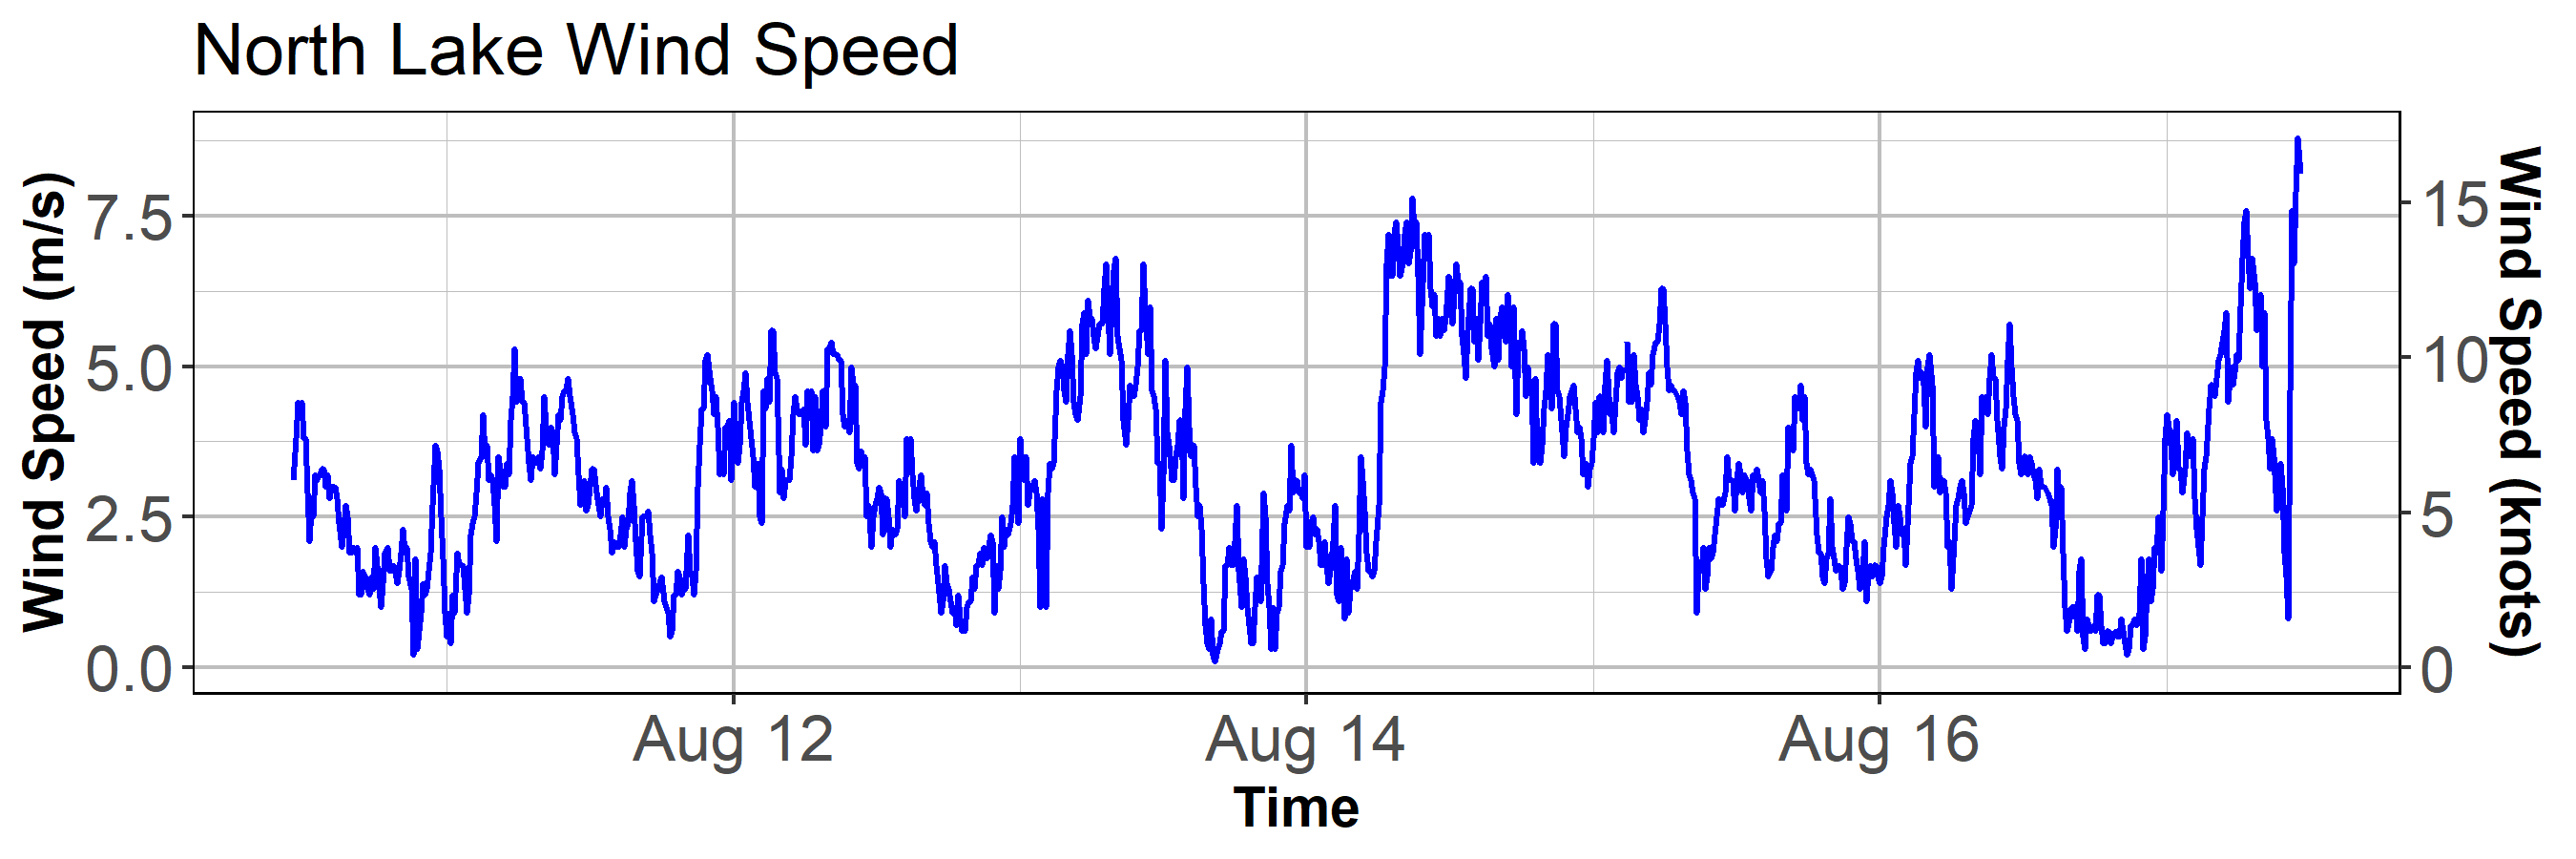 North Lake Wind Speed
Wind Speed (m/s)
7.5
5.0
2.5
0.0
15
10
5
0
Wind Speed (knots)
Aug 12
Aug 14
Aug 16
Time